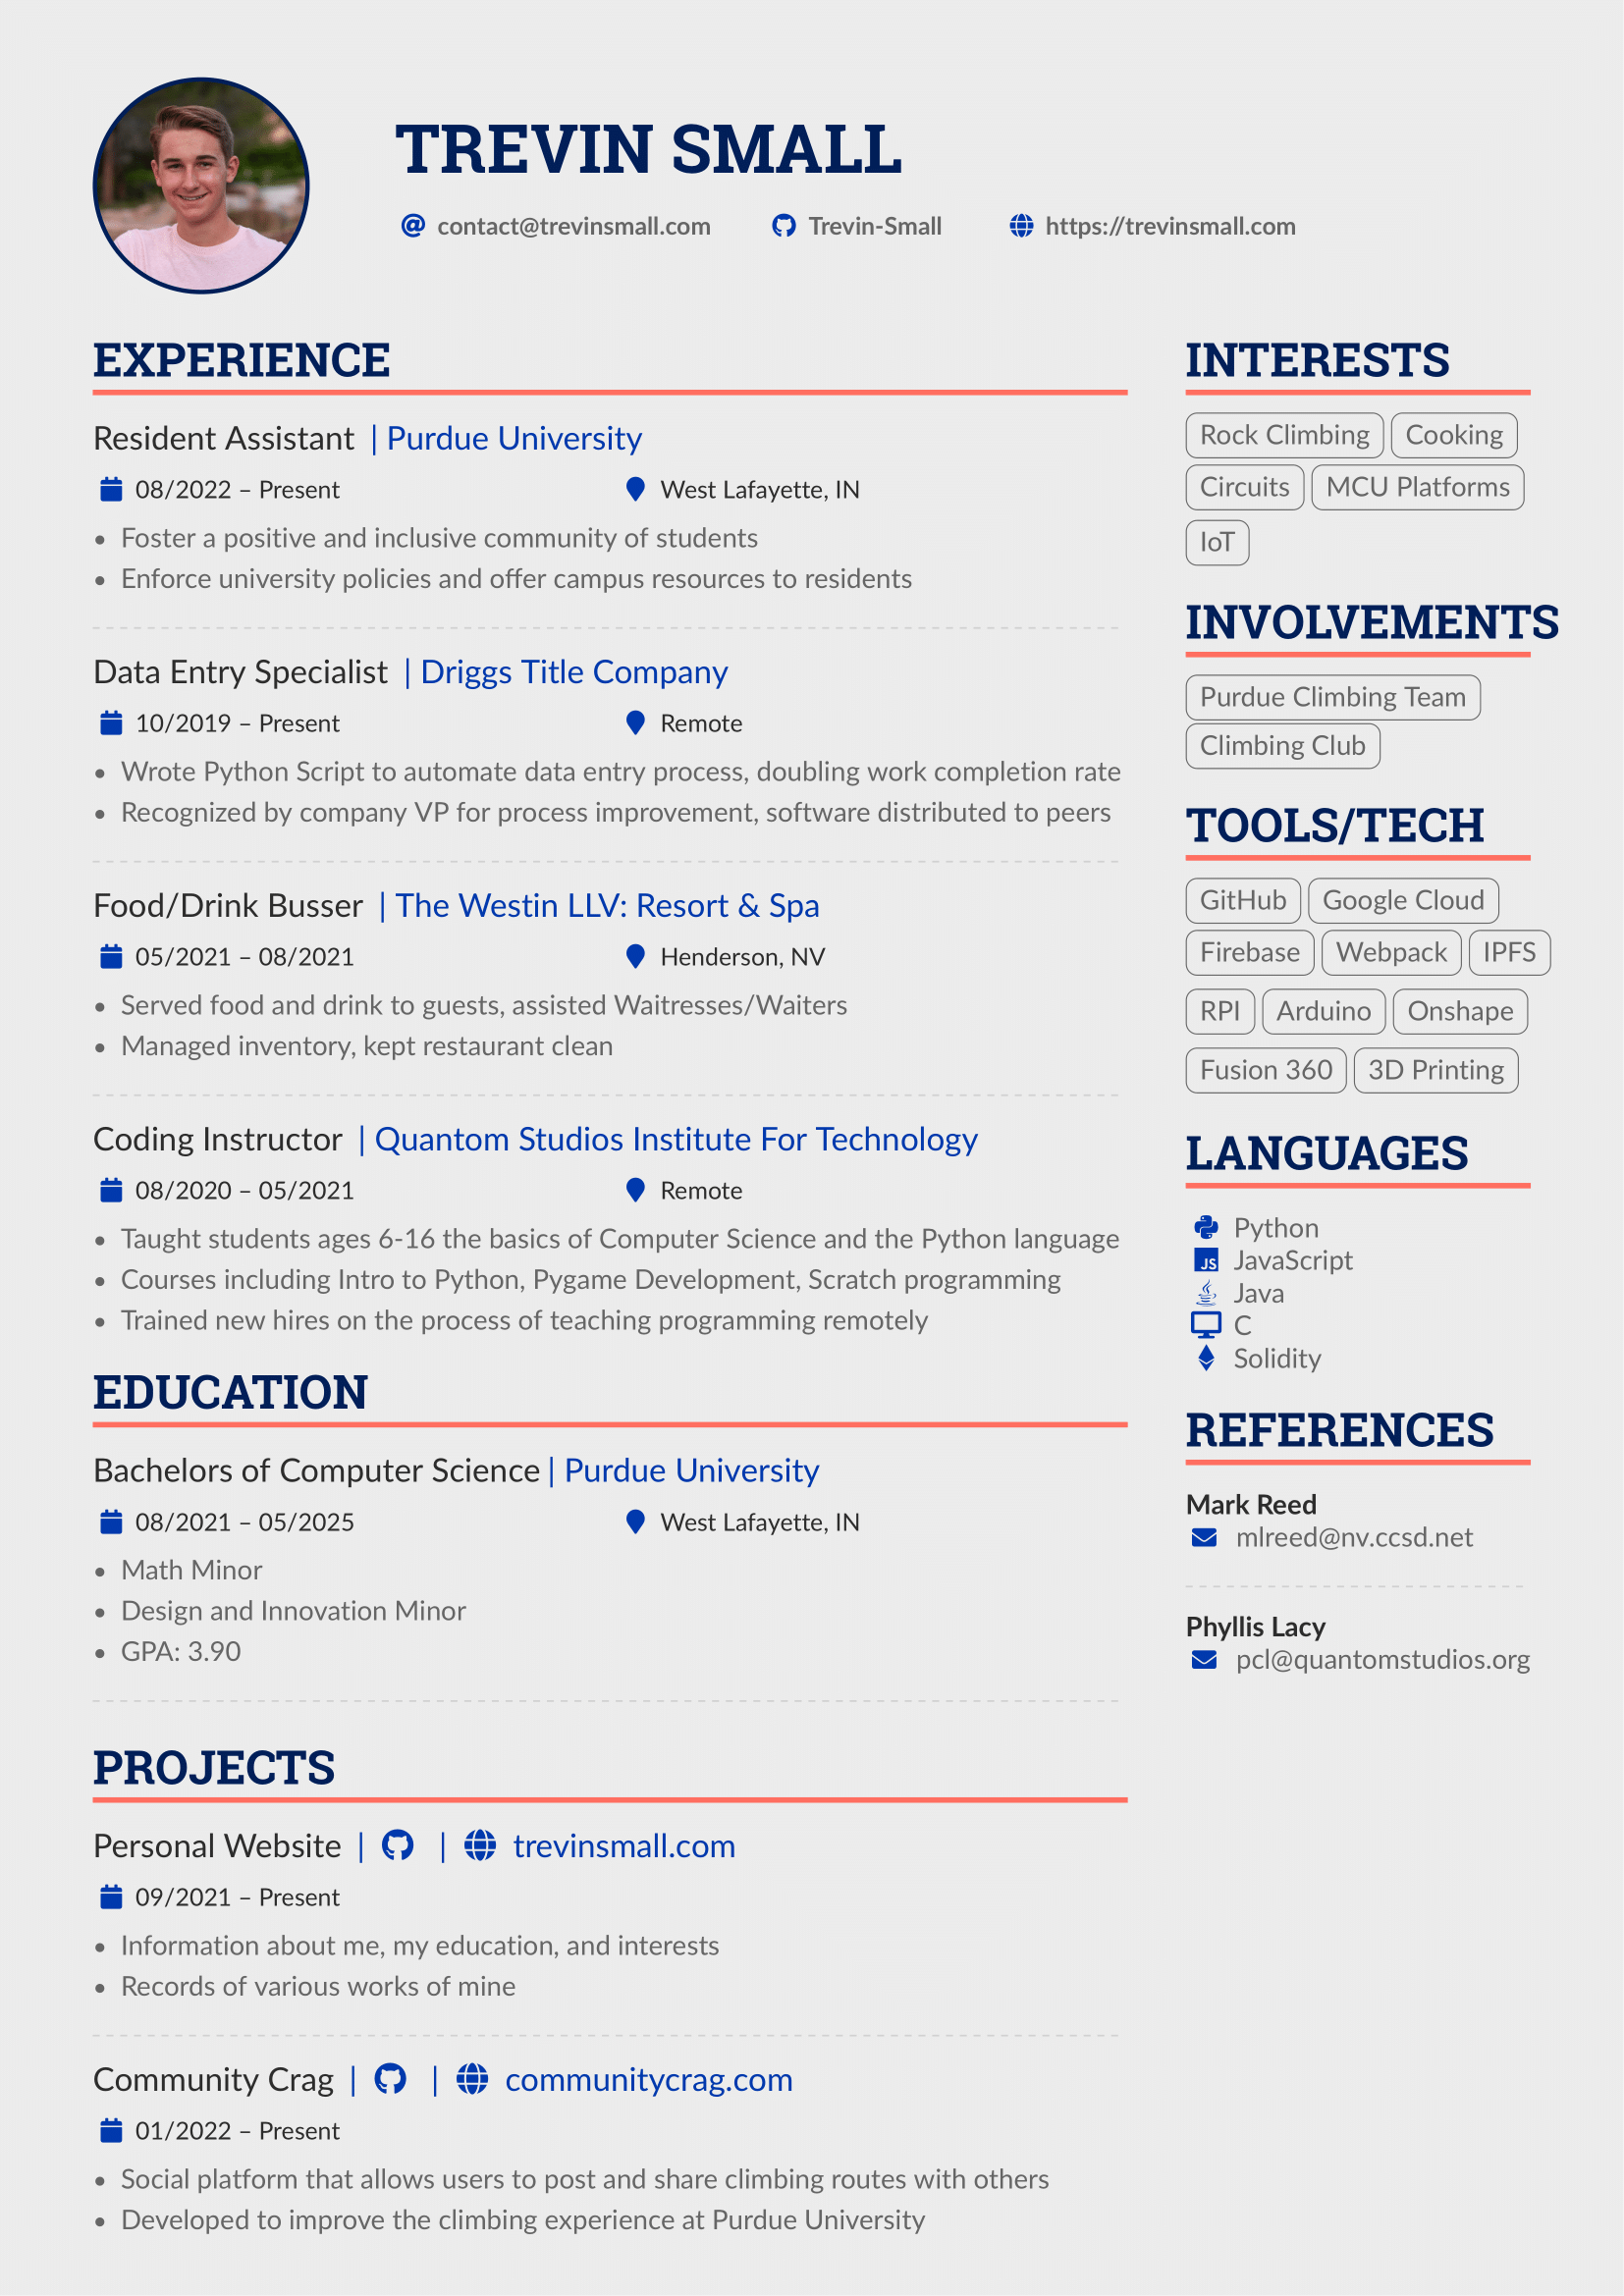 TREVIN SMALL
contact@trevinsmall.com Trevin-Small https://trevinsmall.com
EXPERIENCE
Resident Assistant | Purdue University
08/2022 – Present West Lafayette, IN
• Foster a positive and inclusive community of students
• Enforce university policies and offer campus resources to residents
Data Entry Specialist | Driggs Title Company
10/2019 – Present Remote
• Wrote Python Script to automate data entry process, doubling work completion rate
• Recognized by company VP for process improvement, software distributed to peers
Food/Drink Busser | The Westin LLV: Resort & Spa
05/2021 – 08/2021 Henderson, NV
• Served food and drink to guests, assisted Waitresses/Waiters
• Managed inventory, kept restaurant clean
Coding Instructor | Quantom Studios Institute For Technology
08/2020 – 05/2021 Remote
• Taught students ages 6-16 the basics of Computer Science and the Python language
• Courses including Intro to Python, Pygame Development, Scratch programming
• Trained new hires on the process of teaching programming remotely
EDUCATION
Bachelors of Computer Science | Purdue University
08/2021 – 05/2025 West Lafayette, IN
• Math Minor
• Design and Innovation Minor
• GPA: 3.90
PROJECTS
Personal Website | | trevinsmall.com
09/2021 – Present
• Information about me, my education, and interests
• Records of various works of mine
Community Crag | | communitycrag.com
01/2022 – Present
• Social platform that allows users to post and share climbing routes with others
• Developed to improve the climbing experience at Purdue University
INTERESTS
Rock Climbing Cooking
Circuits MCU Platforms
IoT
INVOLVEMENTS
Purdue Climbing Team
Climbing Club
TOOLS/TECH
GitHub Google Cloud
Firebase Webpack IPFS
RPI Arduino Onshape
Fusion 360 3D Printing
LANGUAGES
Python
JS JavaScript
Java
C
Solidity
REFERENCES
Mark Reed
mlreed@nv.ccsd.net
Phyllis Lacy
pcl@quantomstudios.org